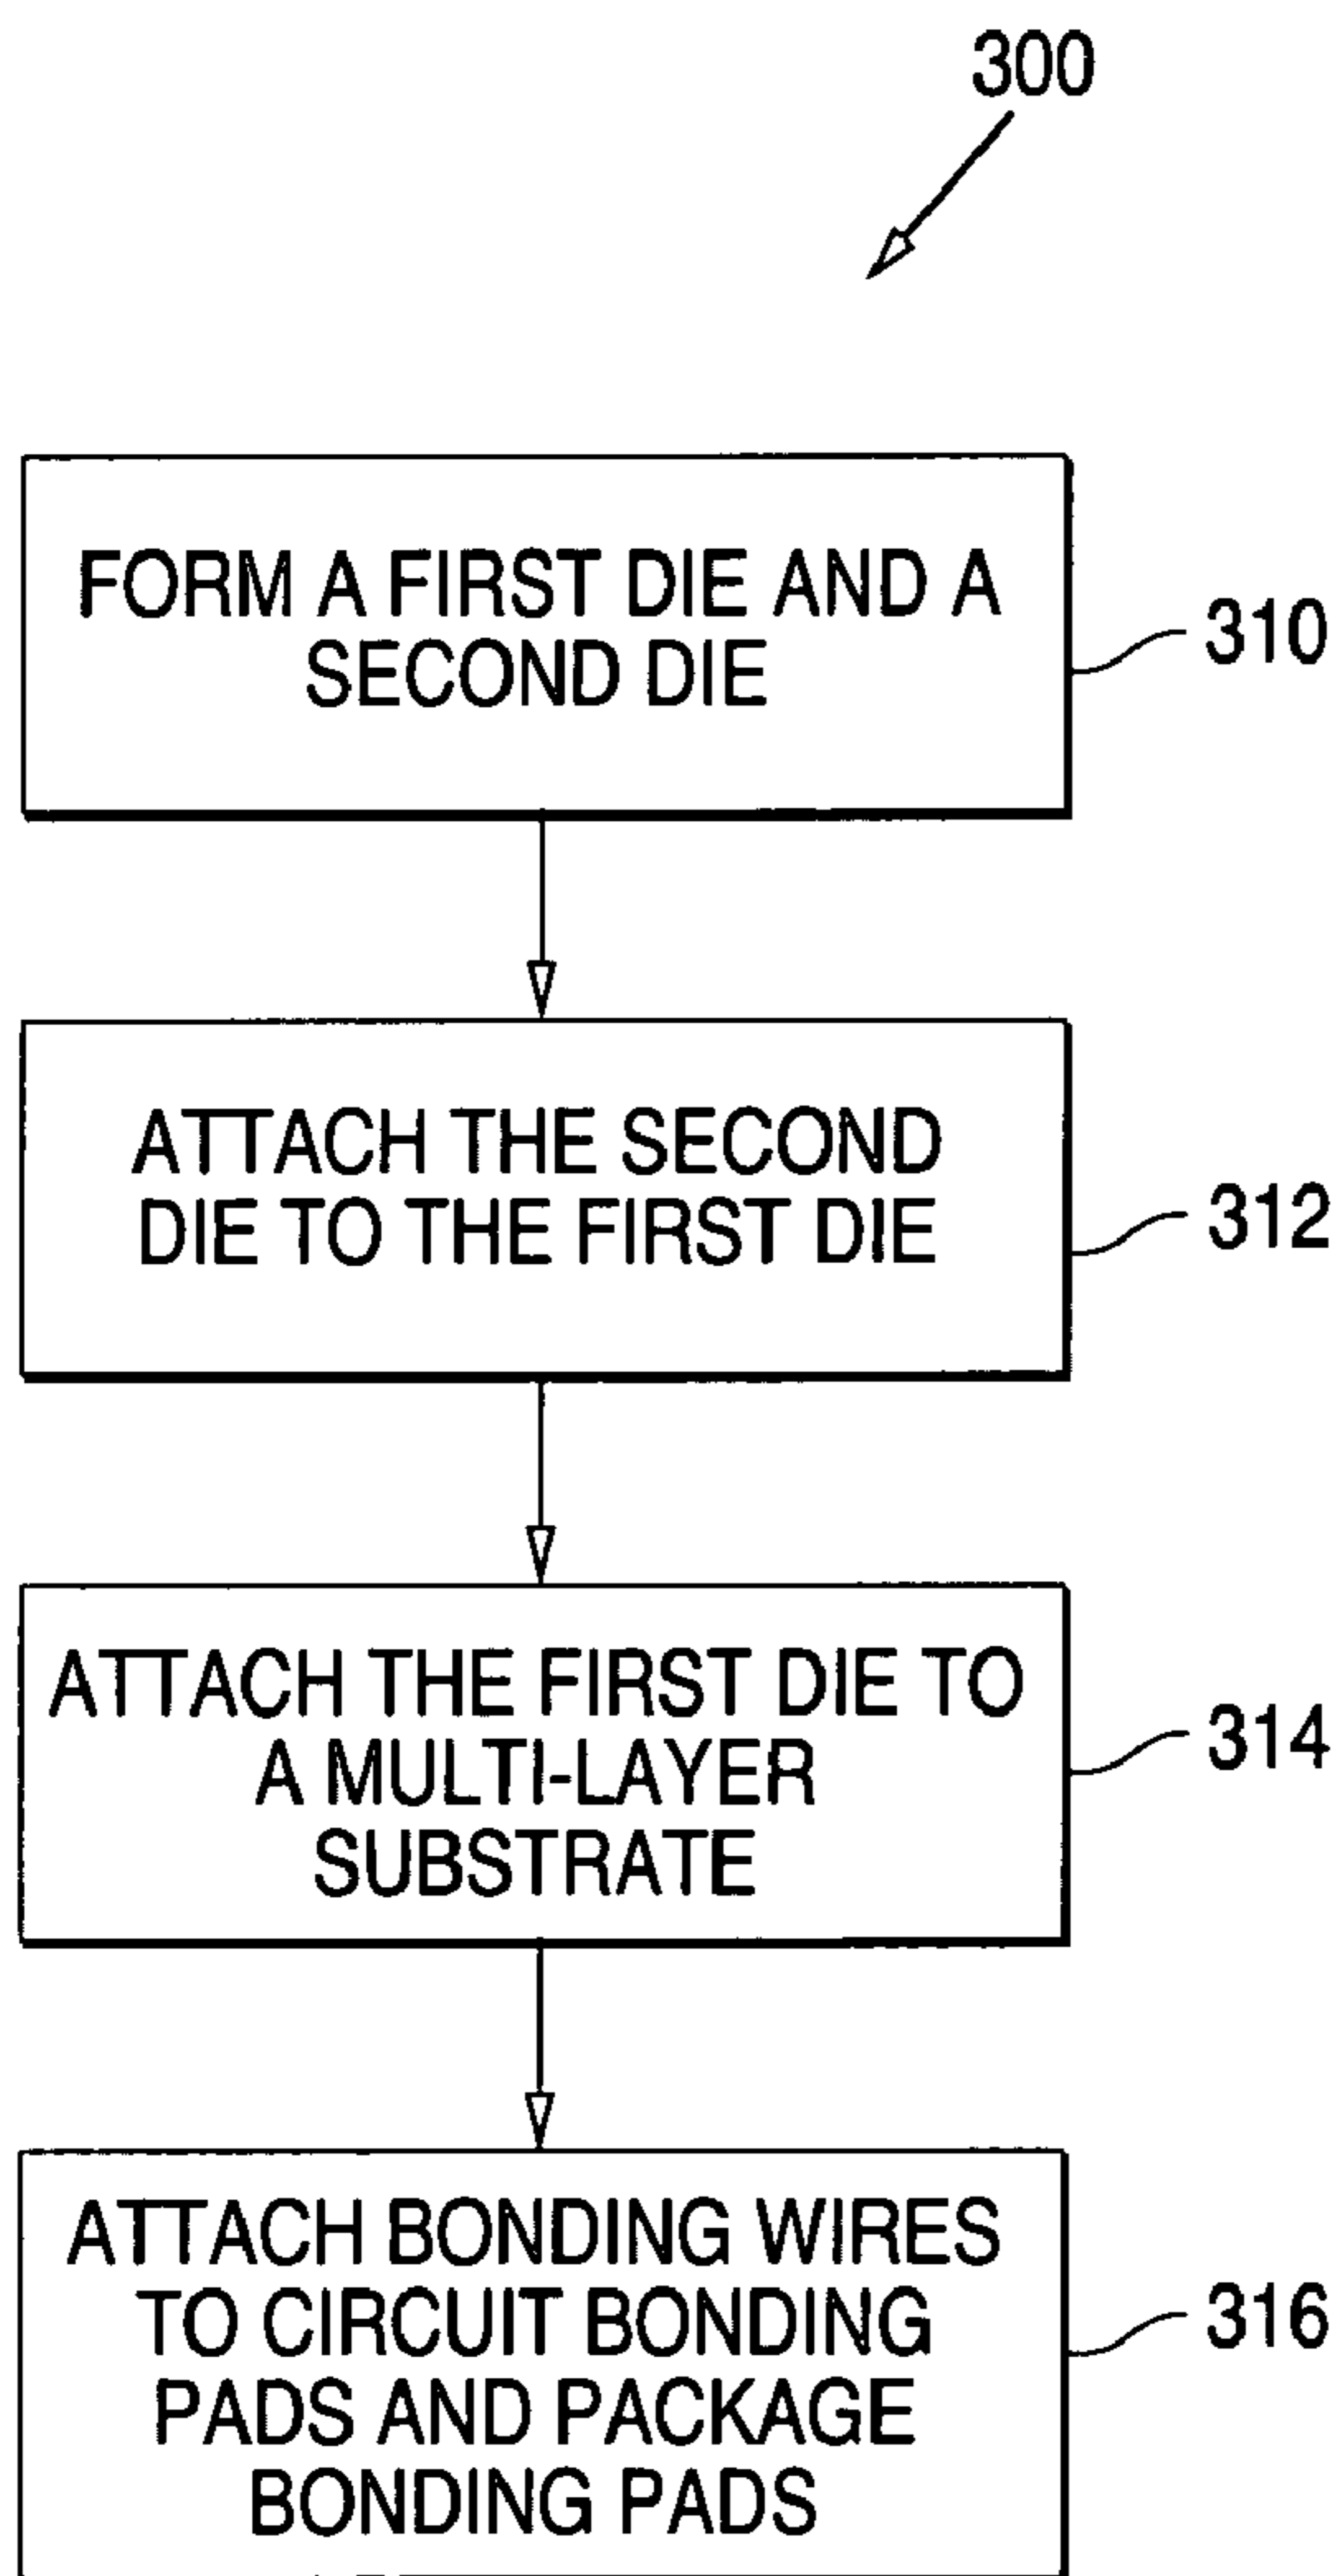 300
FORM A FIRST DIE AND A
SECOND DIE
310
ATTACH THE SECOND
DIE TO THE FIRST DIE
312
ATTACH THE FIRST DIE TO
A MULTI-LAYER
SUBSTRATE
314
ATTACH BONDING WIRES
TO CIRCUIT BONDING
PADS AND PACKAGE
BONDING PADS
316